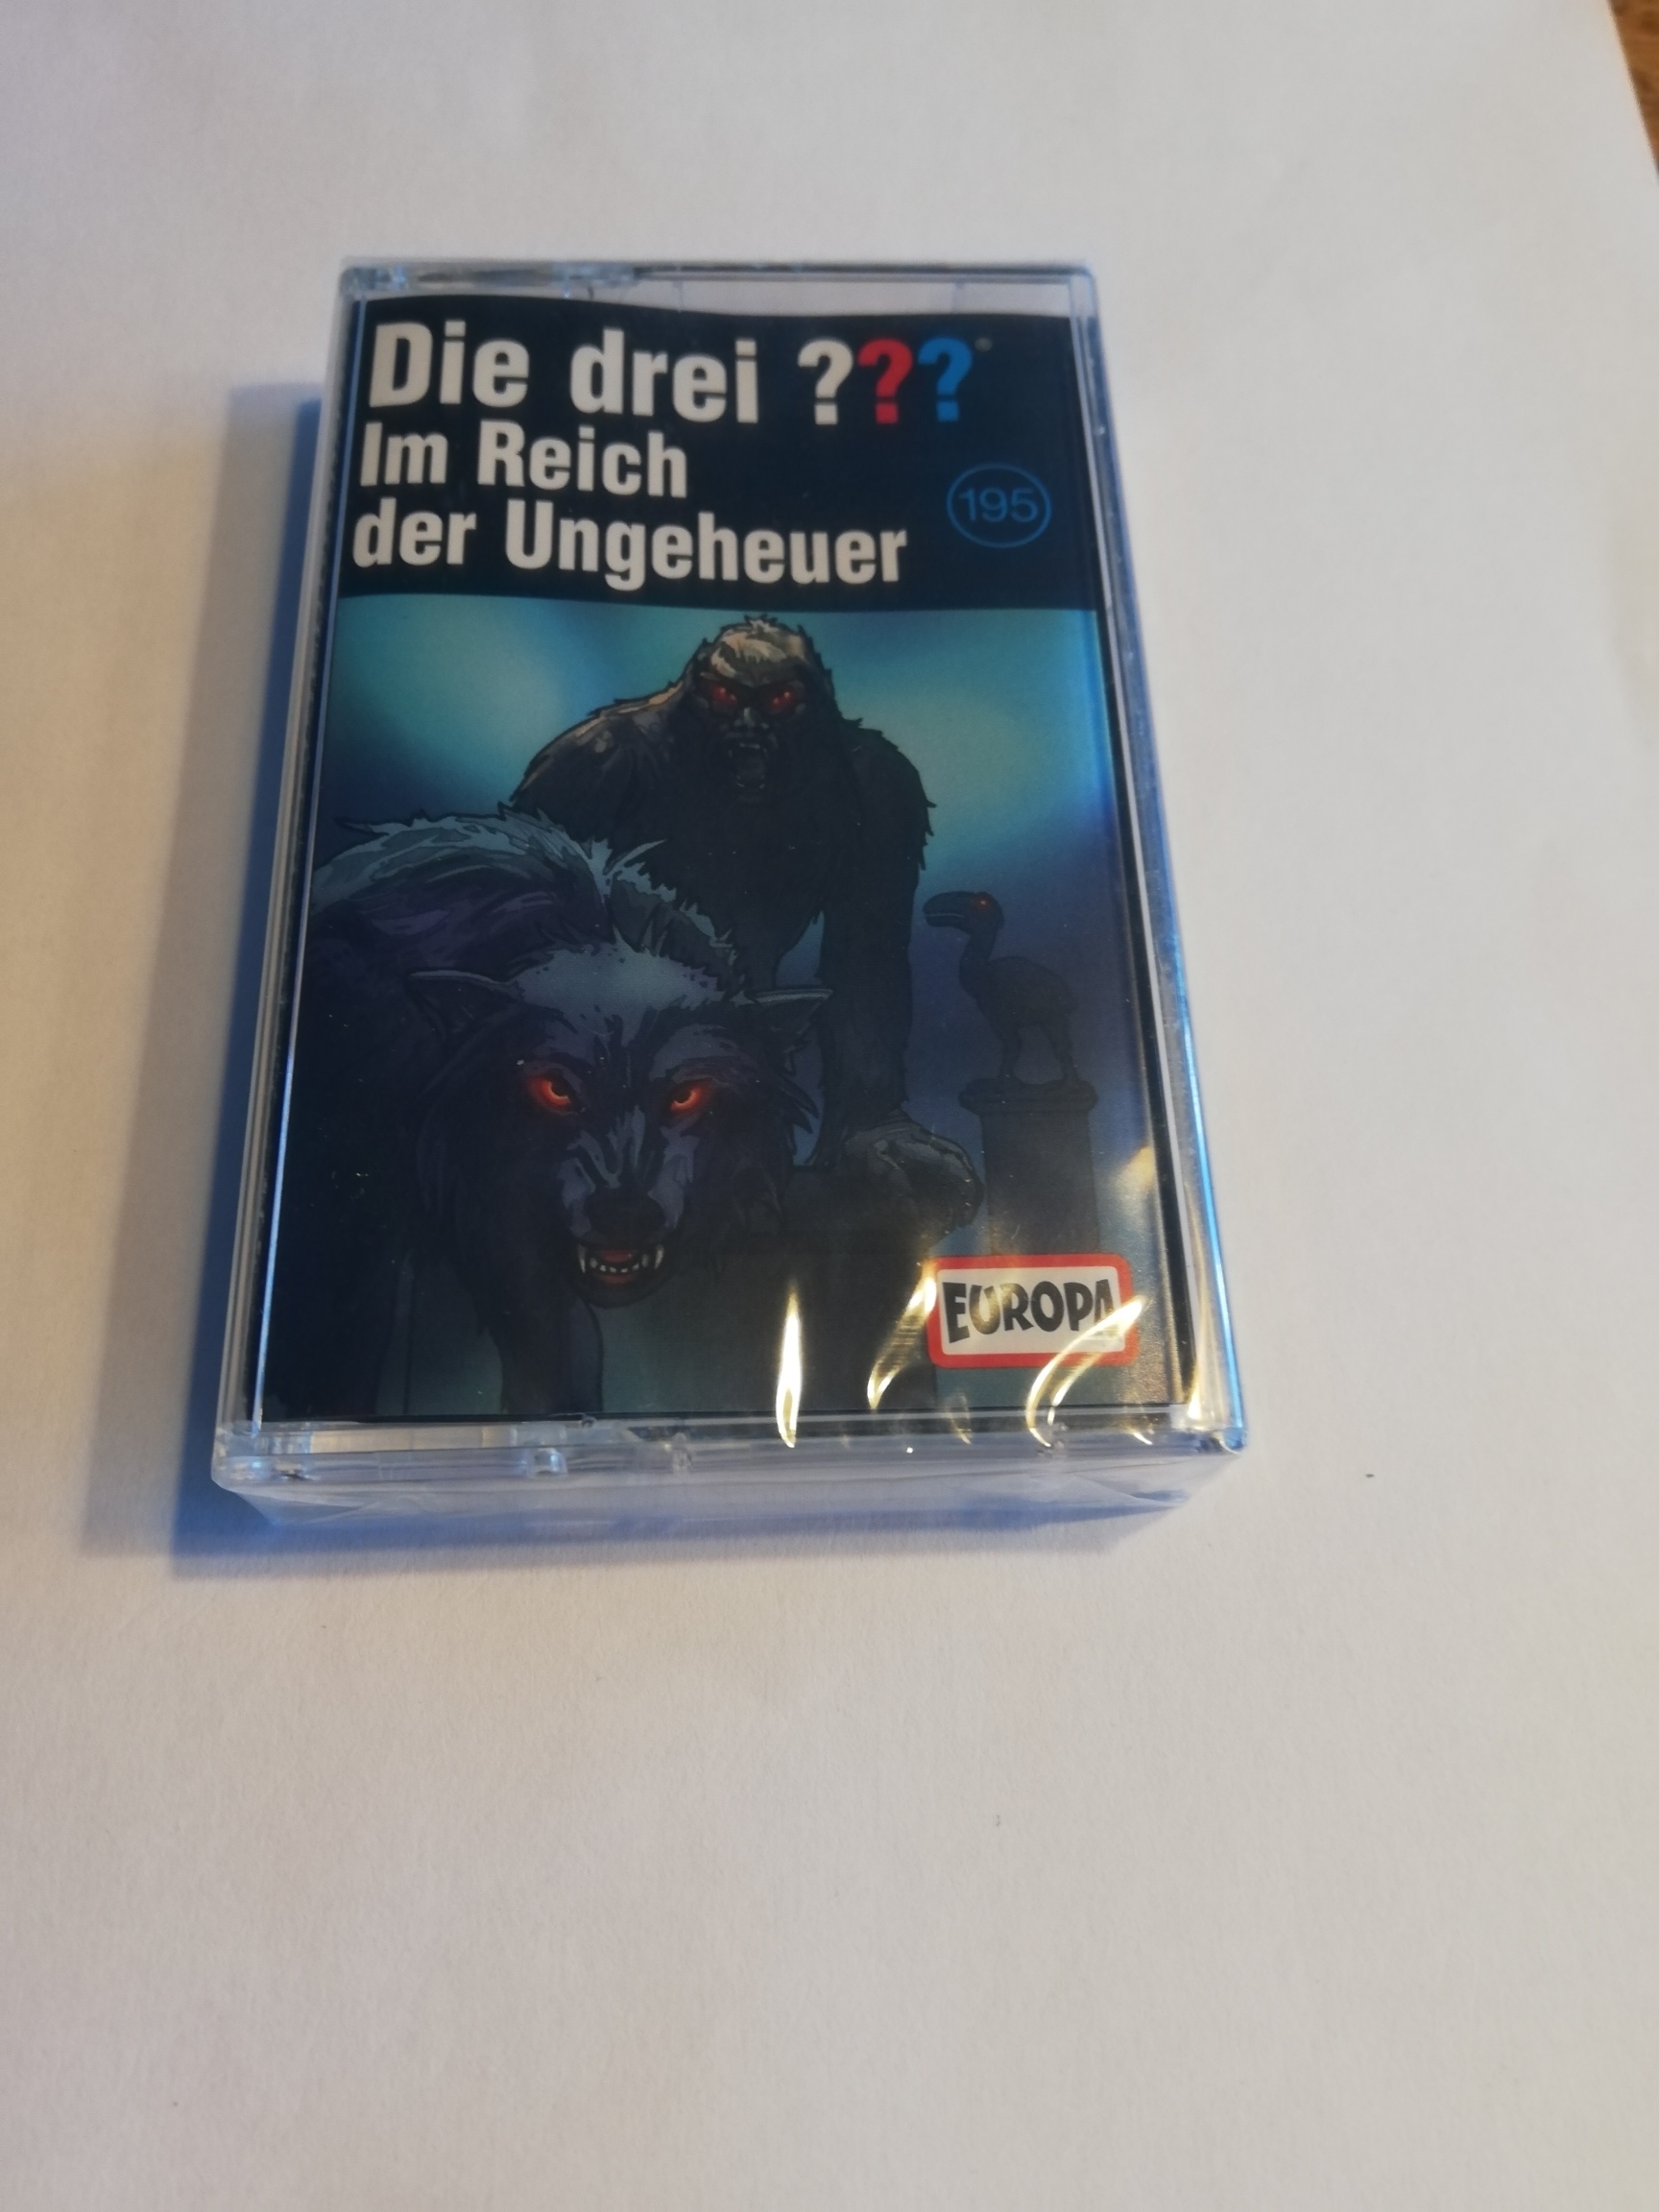 Die drei ???
Im Reich
der Ungeheuer
195
EUROPA